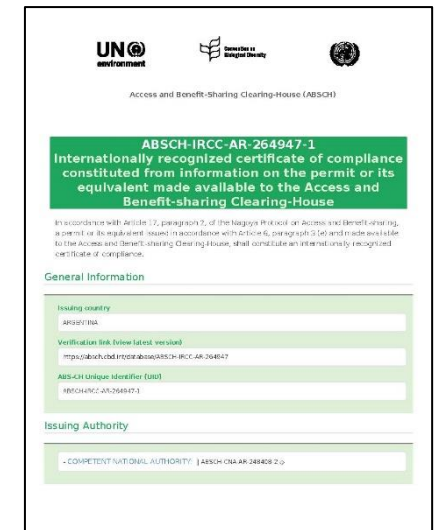 UN
environment
Convention on
Biological Diversity
Access and Benefit-Sharing Clearing-House (ABSCH)
ABSCH-IRCC-AR-264947-1
Internationally recognized certificate of compliance
constituted from information on the permit or its
equivalent made available to the Access and
Benefit-sharing Clearing-House
In accordance with Article 17, paragraph 2, of the Nagoya Protocol on Access and Benefit-sharing,
a permit or its equivalent issued in accordance with Article 6, paragraph 3 (e) and made available
to the Access and Benefit-sharing Clearing-House, shall constitute an internationally recognized
certificate of compliance.
General Information
Issuing country
ARGENTINA
Verification link (view latest version)
https://absch.cbd.int/database/ABSCH-IRCC-AR-264947
ABS-CH Unique Identifier (UID)
ABSCH-IRCC-AR-264947-1
Issuing Authority
- COMPETENT NATIONAL AUTHORITY: | ABSCH-CNA-AR-248408-2